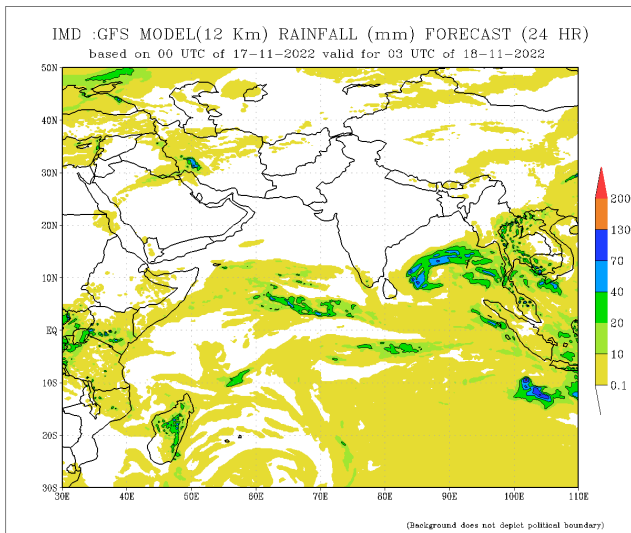 IMD :GFS MODEL(12 Km) RAINFALL (mm) FORECAST (24 HR)
based on 00 UTC of 17-11-2022 valid for 03 UTC of 18-11-2022
50N
40N
30N
20N
10N
EQ
10S
20S
30S
30E 40E 50E 60E 70E 80E 90E 100E 110E
200
130
70
40
20
10
0.1
(Background does not depict political boundary)